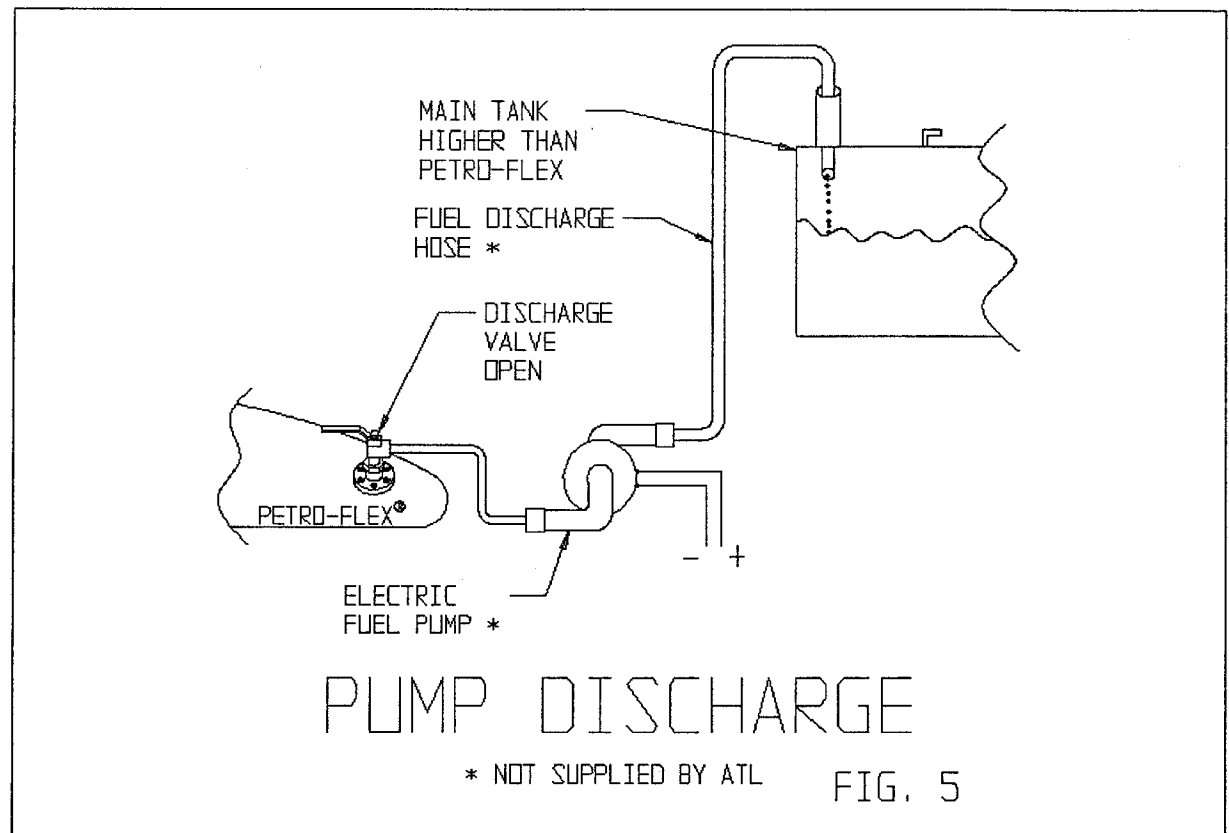 MAIN TANK
HIGHER THAN
PETRO-FLEX
FUEL DISCHARGE
HOSE *
DISCHARGE
VALVE
OPEN
PETRO-FLEX®
- +
ELECTRIC
FUEL PUMP *
PUMP DISCHARGE
* NOT SUPPLIED BY ATL
FIG. 5